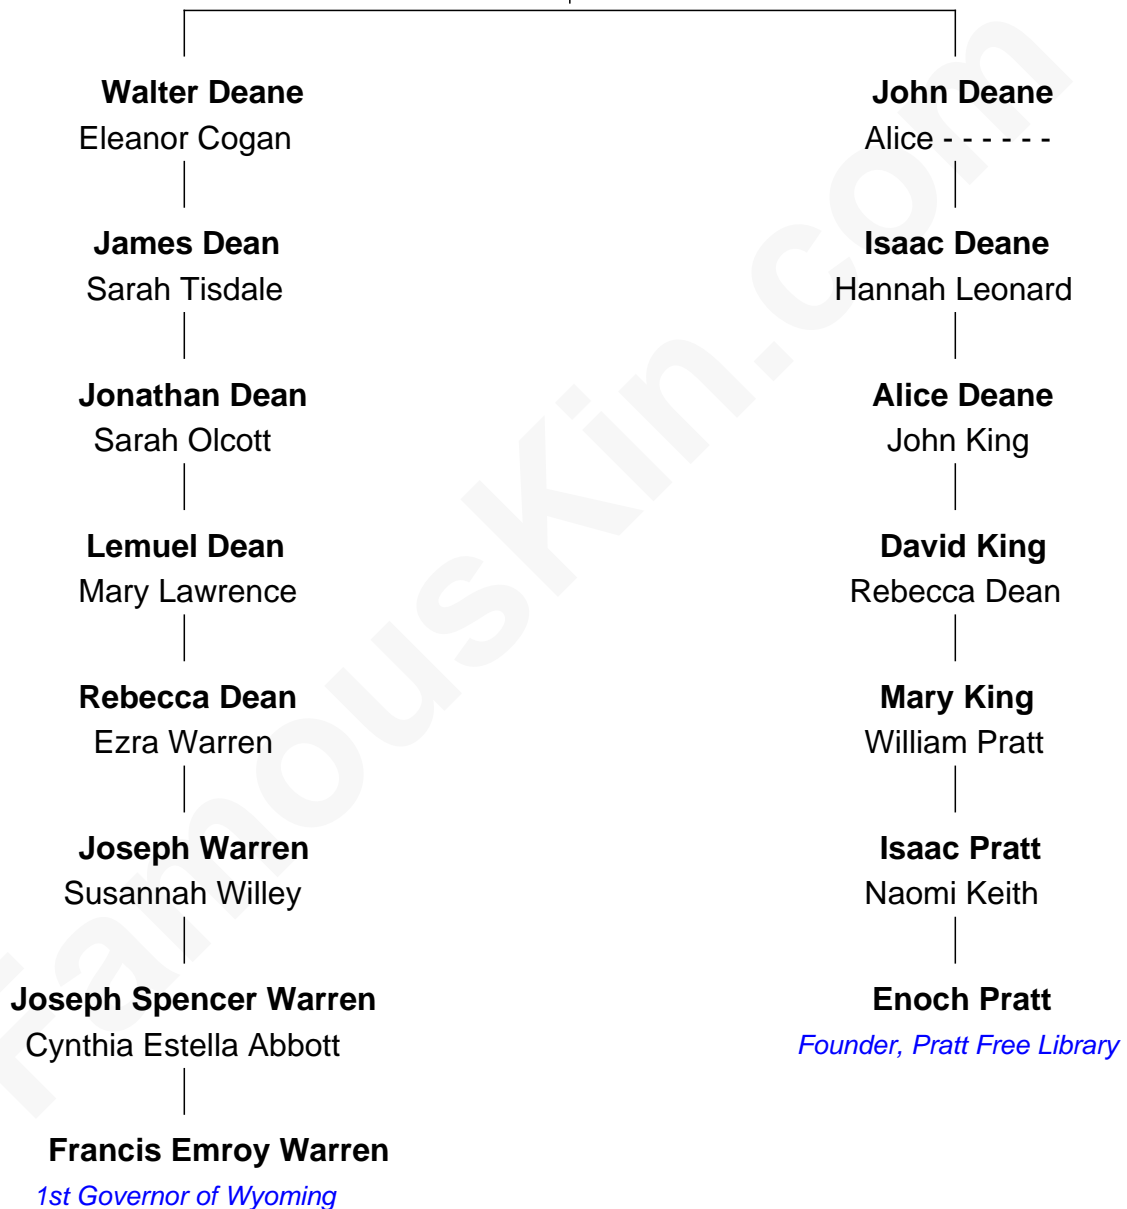 Walter Deane
Eleanor Cogan
James Dean
Sarah Tisdale
Jonathan Dean
Sarah Olcott
Lemuel Dean
Mary Lawrence
Rebecca Dean
Ezra Warren
Joseph Warren
Susannah Willey
Joseph Spencer Warren
Cynthia Estella Abbott
Francis Emroy Warren
1st Governor of Wyoming
John Deane
Alice - - - - - -
Isaac Deane
Hannah Leonard
Alice Deane
John King
David King
Rebecca Dean
Mary King
William Pratt
Isaac Pratt
Naomi Keith
Enoch Pratt
Founder, Pratt Free Library
FamousKin.com